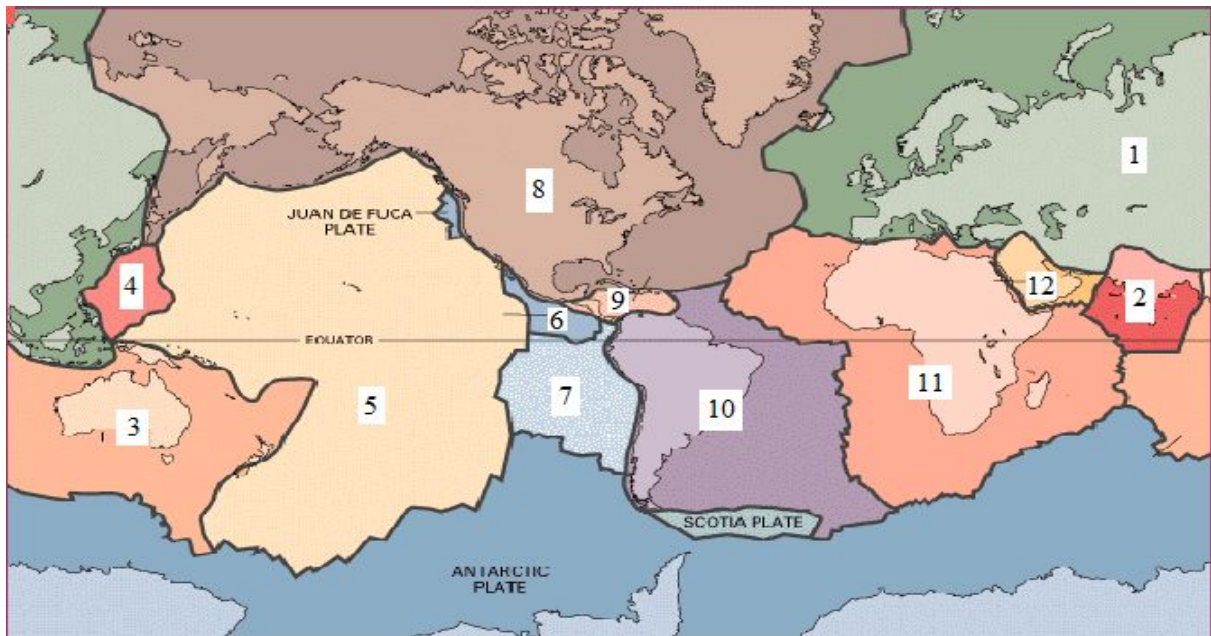 1
8
JUAN DE FUCA
PLATE
4
9
12
2
6
EQUATOR
3
5
7
10
11
SCOTIA PLATE
ANTARCTIC
PLATE